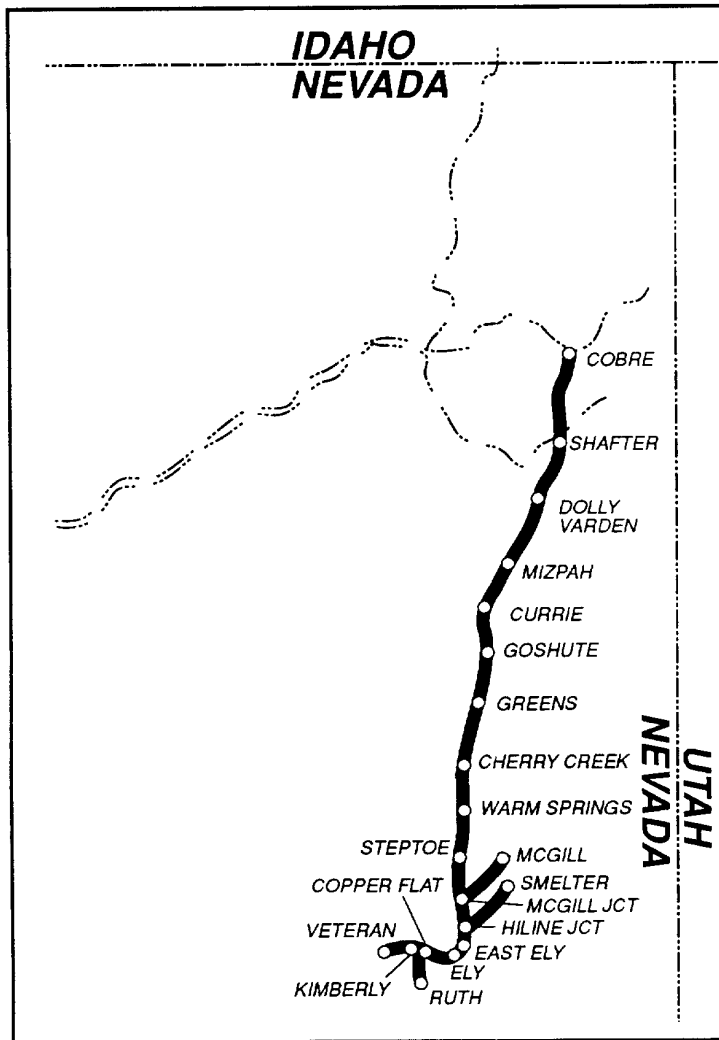 IDAHO
NEVADA
COBRE
SHAFTER
DOLLY
VARDEN
MIZPAH
CURRIE
GOSHUTE
GREENS
UTAH
NEVADA
CHERRY CREEK
WARM SPRINGS
STEPTOE
MCGILL
COPPER FLAT
SMELTER
MCGILL JCT
VETERAN
HILINE JCT
EAST ELY
ELY
KIMBERLY
RUTH